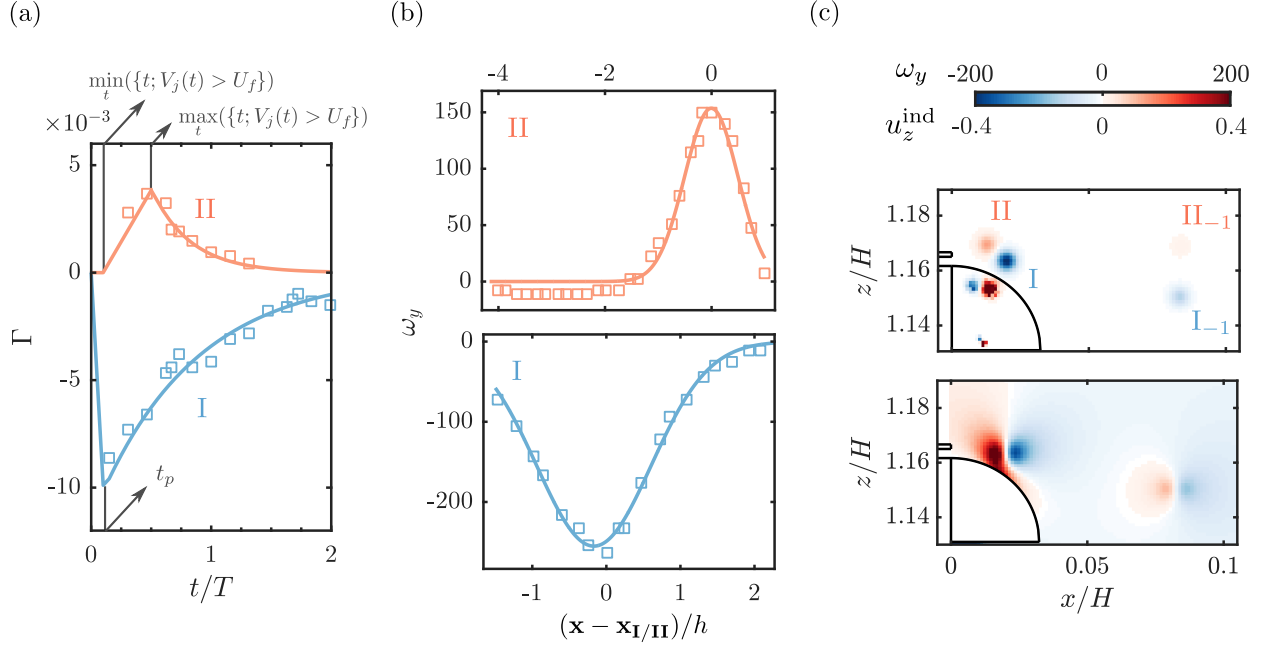 (a)
min_t({t; V_j(t) > U_f})
max_t({t; V_j(t) > U_f})
×10^{-3}
5
0
-5
-10
Γ
II
I
t_p
0 1 2
t/T
(b)
-4 -2 0
150
100
50
0
II
ω_y
0
-100
-200
I
-1 0 1 2
(x − x_{I/II})/h
(c)
ω_y -200 0 200
u_z^{ind} -0.4 0 0.4
1.18
1.16
1.14
z/H
II
I
II_{−1}
I_{−1}
1.18
1.16
1.14
z/H
0 0.05 0.1
x/H